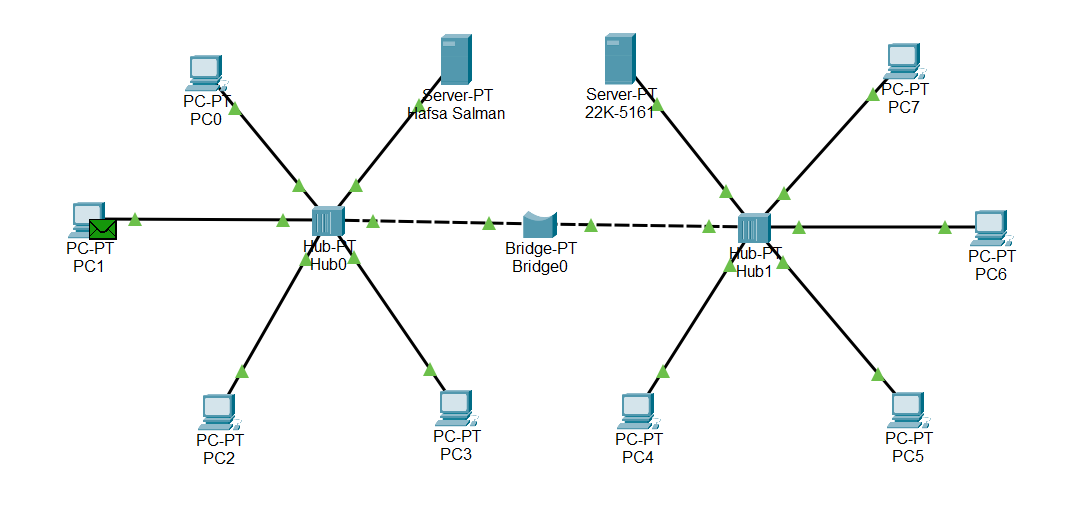 PC-PT
PC0
Server-PT
Hafsa Salman
Server-PT
22K-5161
PC-PT
PC7
PC-PT
PC1
Hub-PT
Hub0
Bridge-PT
Bridge0
Hub-PT
Hub1
PC-PT
PC6
PC-PT
PC2
PC-PT
PC3
PC-PT
PC4
PC-PT
PC5